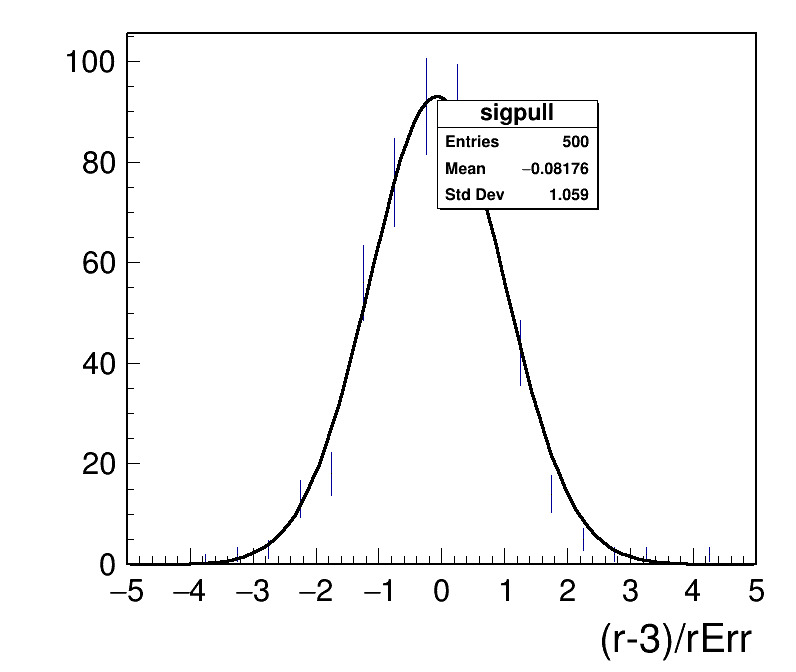 100
80
60
40
20
0
sigpull
Entries 500
Mean −0.08176
Std Dev 1.059
−5 −4 −3 −2 −1 0 1 2 3 4 5
(r-3)/rErr